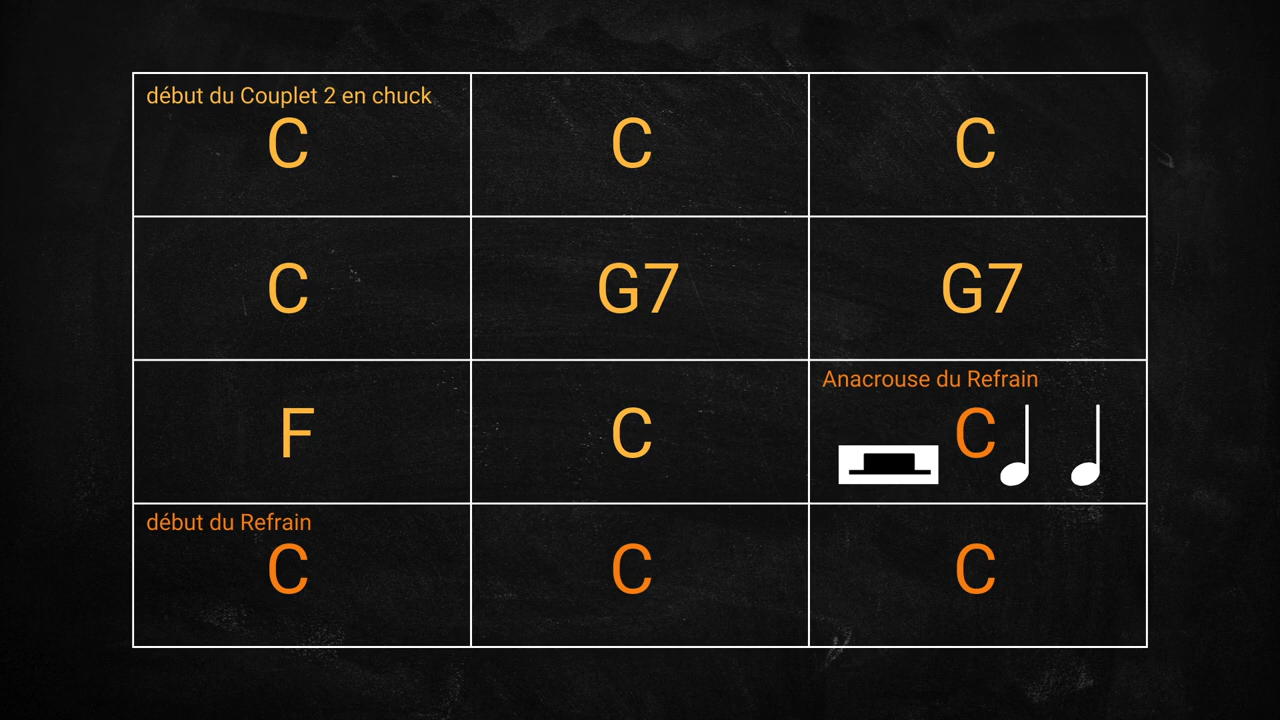 début du Couplet 2 en chuck
C C C
C G7 G7
Anacrouse du Refrain
F C C
début du Refrain
C C C